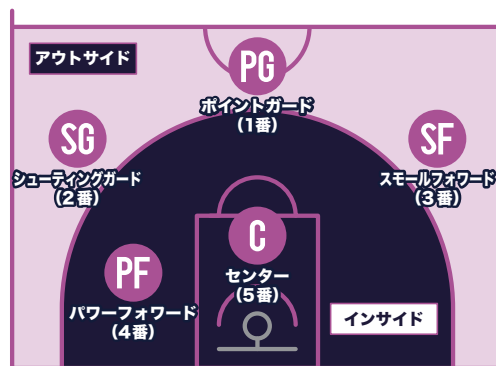 アウトサイド
PG
ポイントガード
（1番）
SG
シューティングガード
（2番）
SF
スモールフォワード
（3番）
C
センター
（5番）
PF
パワーフォワード
（4番）
インサイド